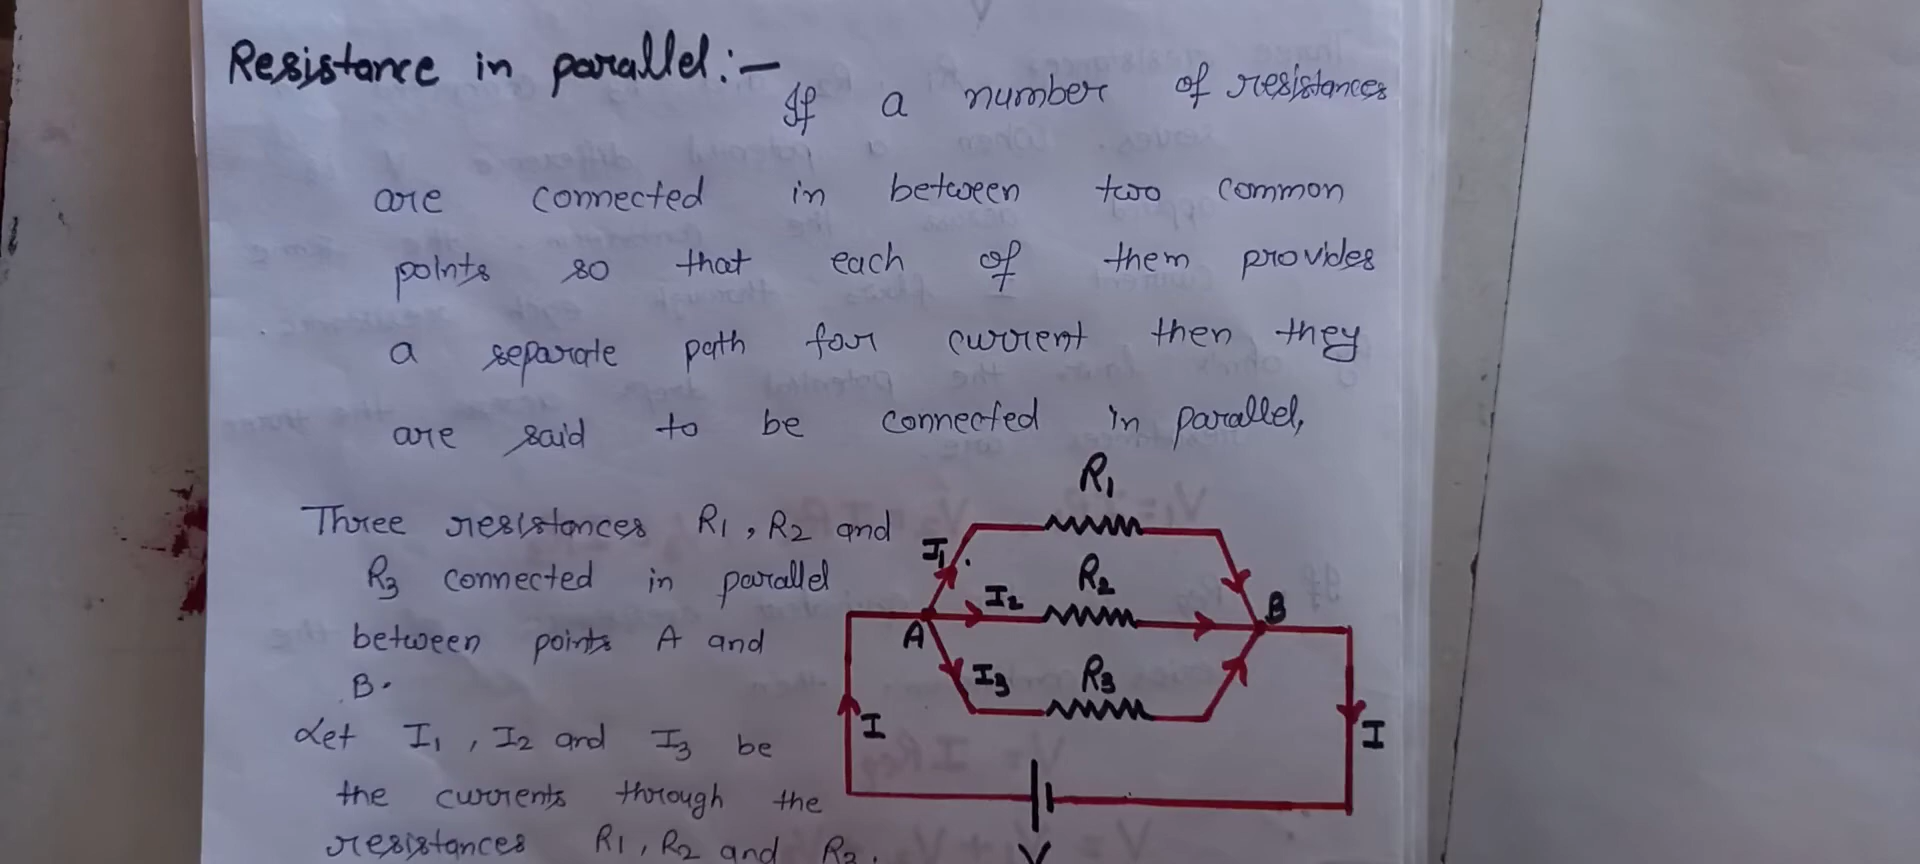 Resistance in parallel:-
If a number of resistances
are connected in between two common
points so that each of them provides
a separate path for current then they
are said to be connected in parallel,
Three resistances R1, R2 and
R3 connected in parallel
between points A and
B.
Let I1, I2 and I3 be
the currents through the
resistances R1, R2 and R3.
R1
I1
R2
I2
A
B
R3
I3
I
I
V